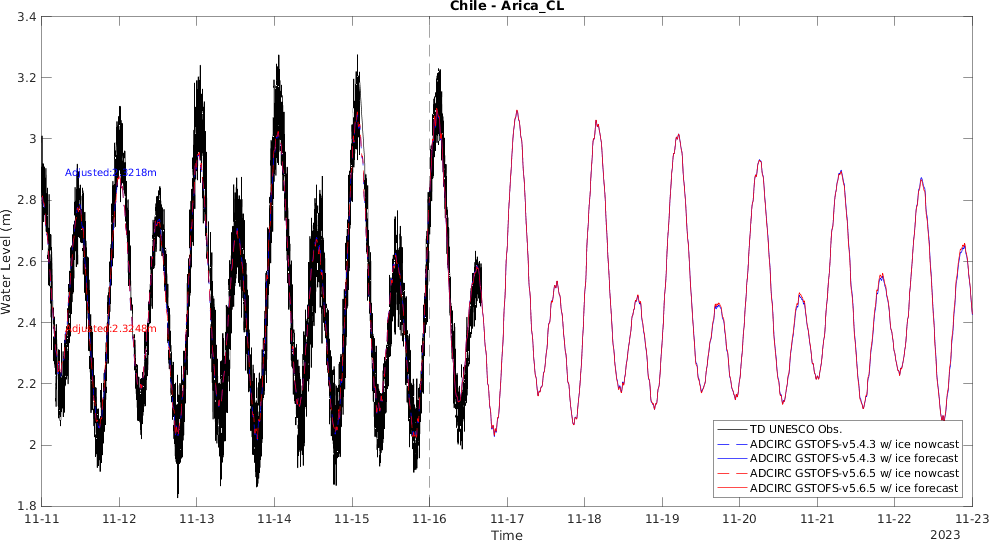 Chile - Arica_CL
3.4
3.2
3
2.8
2.6
2.4
2.2
2
1.8
Water Level (m)
Adjusted:2.3218m
Adjusted:2.3248m
TD UNESCO Obs.
ADCIRC GSTOFS-v5.4.3 w/ ice nowcast
ADCIRC GSTOFS-v5.4.3 w/ ice forecast
ADCIRC GSTOFS-v5.6.5 w/ ice nowcast
ADCIRC GSTOFS-v5.6.5 w/ ice forecast
11-11 11-12 11-13 11-14 11-15 11-16 11-17 11-18 11-19 11-20 11-21 11-22 11-23
Time
2023